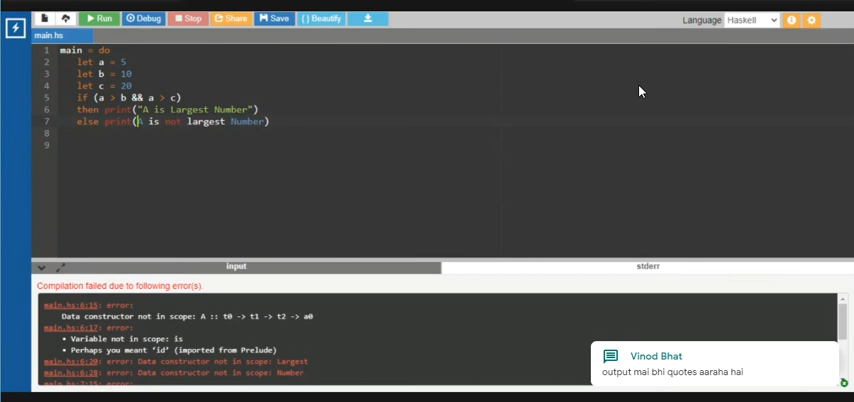 Run Debug Stop Share Save { } Beautify Language Haskell
main.hs
1 main = do
2 let a = 5
3 let b = 10
4 let c = 20
5 if (a > b && a > c)
6 then print("A is Largest Number")
7 else print(A is not largest Number)
8
9
input stderr
Compilation failed due to following error(s).
main.hs:6:15: error:
Data constructor not in scope: A :: t0 -> t1 -> t2 -> a0
main.hs:6:17: error:
• Variable not in scope: is
• Perhaps you meant ‘id’ (imported from Prelude)
main.hs:6:20: error: Data constructor not in scope: Largest
main.hs:6:28: error: Data constructor not in scope: Number
main.hs:7:15: error:
Vinod Bhat
output mai bhi quotes aaraha hai